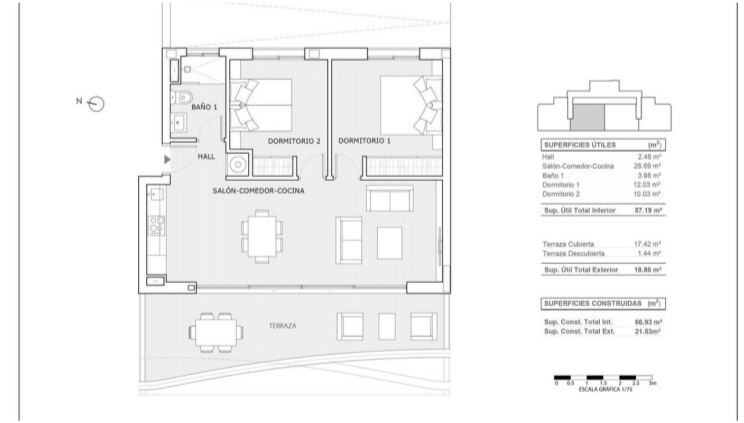 N
BAÑO 1
HALL
DORMITORIO 2
DORMITORIO 1
SALÓN-COMEDOR-COCINA
TERRAZA
SUPERFICIES ÚTILES (m²)
Hall 2.46 m²
Salón-Comedor-Cocina 28.69 m²
Baño 1 3.98 m²
Dormitorio 1 12.03 m²
Dormitorio 2 10.03 m²
Sup. Útil Total Interior 57.19 m²
Terraza Cubierta 17.42 m²
Terraza Descubierta 1.44 m²
Sup. Útil Total Exterior 18.86 m²
SUPERFICIES CONSTRUIDAS (m²)
Sup. Const. Total Int. 66.93 m²
Sup. Const. Total Ext. 21.53m²
0 0.5 1 1.5 2 2.5 3m
ESCALA GRÁFICA 1/75